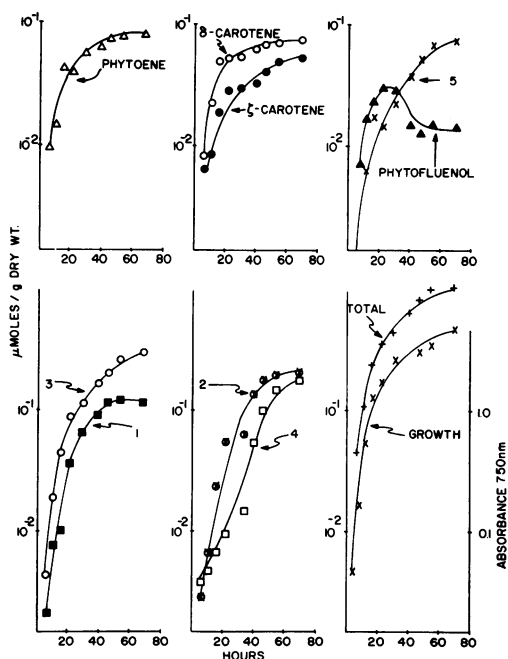 10-1
10-2
PHYTOENE
20 40 60 80
10-1
10-2
δ-CAROTENE
ζ-CAROTENE
20 40 60 80
10-1
10-2
5
PHYTOFLUENOL
20 40 60 80
μMOLES / g DRY WT.
10-1
10-2
3
1
20 40 60 80
10-1
10-2
2
4
20 40 60 80
HOURS
10-1
10-2
TOTAL
GROWTH
20 40 60 80
1.0
0.1
ABSORBANCE 750nm